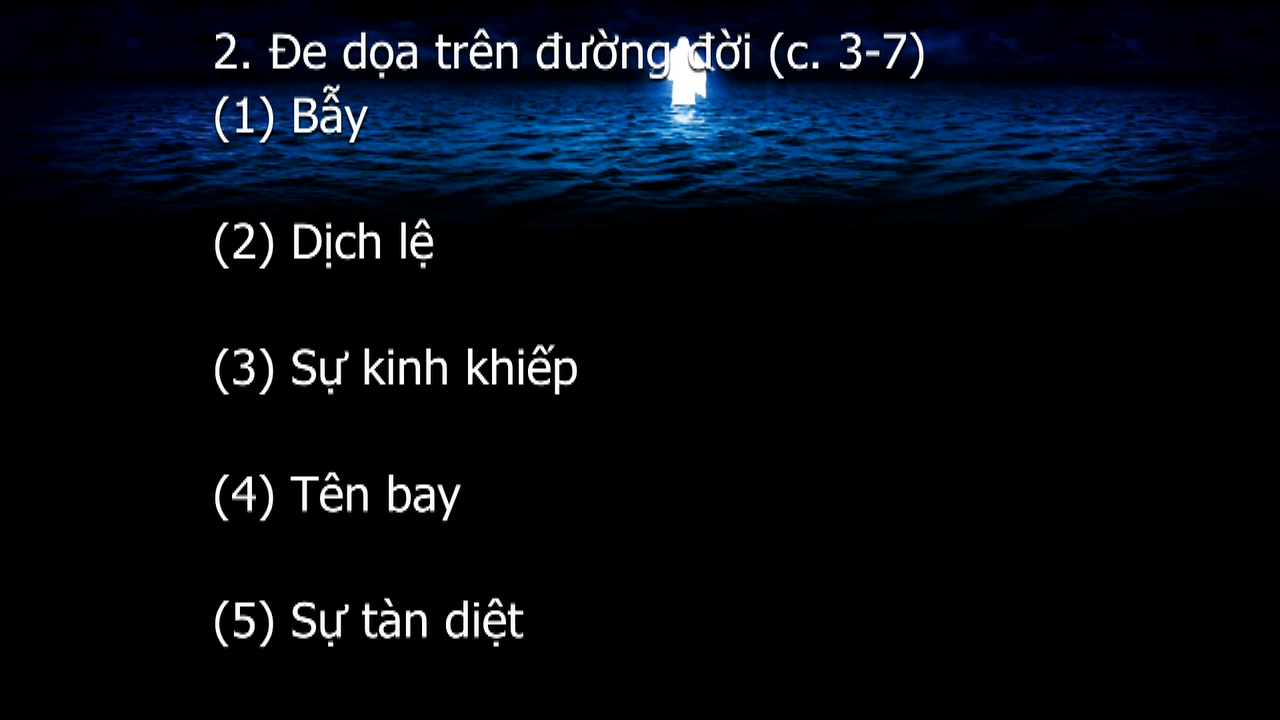 2. Đe dọa trên đường đời (c. 3-7)
(1) Bẫy
(2) Dịch lệ
(3) Sự kinh khiếp
(4) Tên bay
(5) Sự tàn diệt